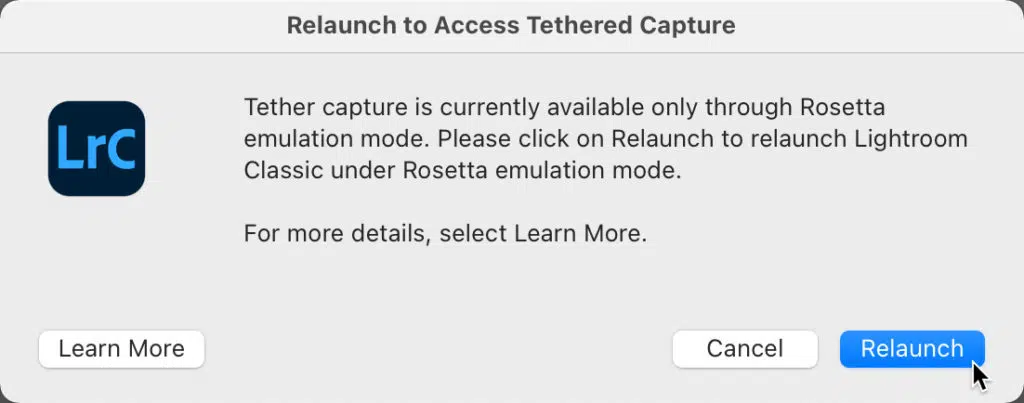 Relaunch to Access Tethered Capture
LrC
Tether capture is currently available only through Rosetta
emulation mode. Please click on Relaunch to relaunch Lightroom
Classic under Rosetta emulation mode.
For more details, select Learn More.
Learn More
Cancel
Relaunch